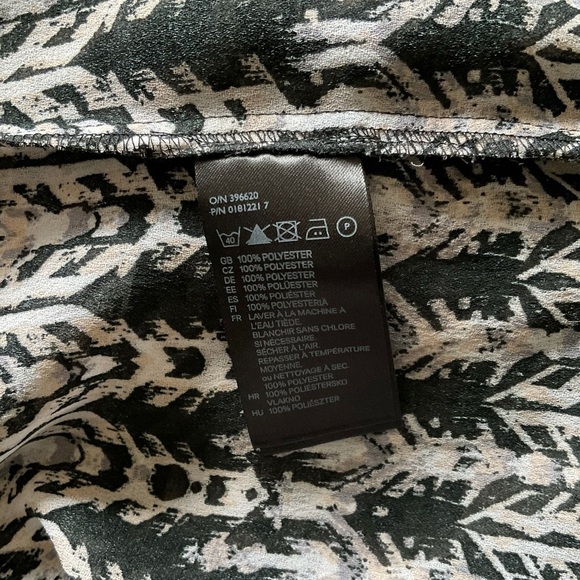 O/N 396620
P/N 0181221 7
40 P
GB 100% POLYESTER
CZ 100% POLYESTER
DE 100% POLYESTER
EE 100% POLÜESTER
ES 100% POLIÉSTER
FI 100% POLYESTERIÄ
FR LAVER À LA MACHINE À
L'EAU TIÈDE.
BLANCHIR SANS CHLORE
SI NÉCESSAIRE.
SÉCHER À L'AIR.
REPASSER À TEMPÉRATURE
MOYENNE.
ou NETTOYAGE À SEC.
100% POLYESTER
HR 100% POLIESTERSKO
VLAKNO
HU 100% POLIÉSZTER